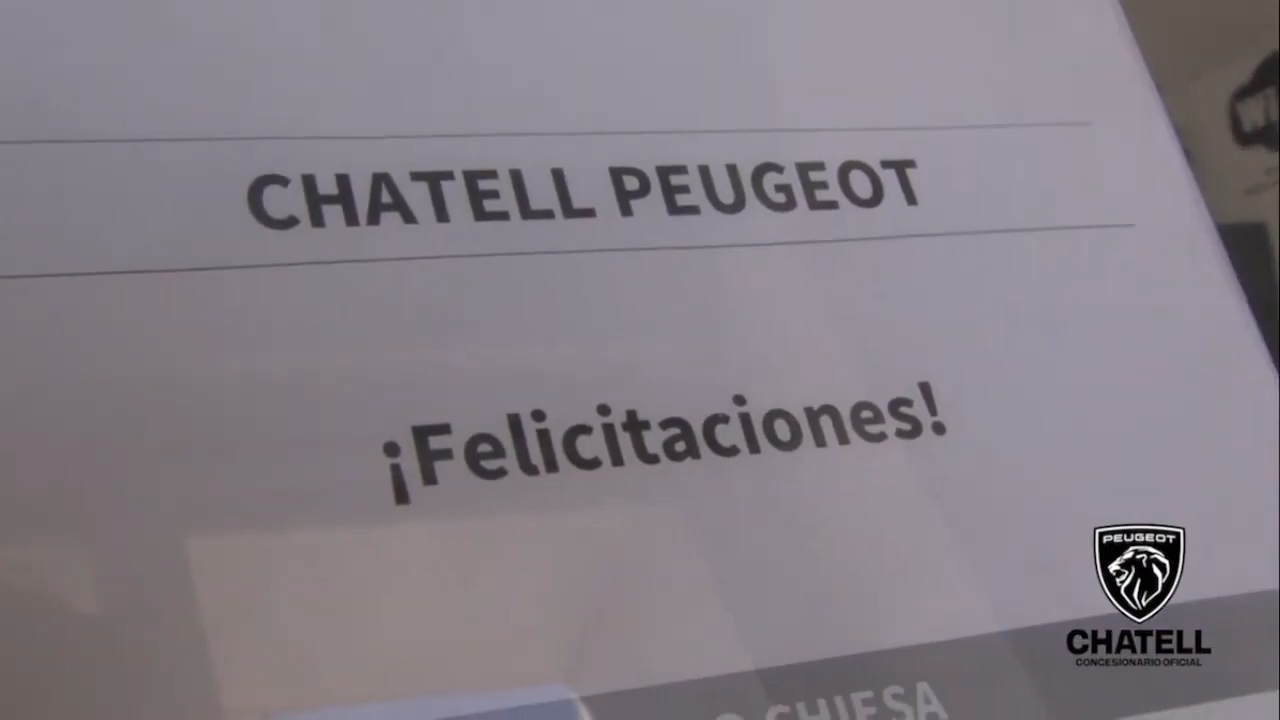 CHATELL PEUGEOT
¡Felicitaciones!
PEUGEOT
CHATELL
CONCESIONARIO OFICIAL
CHIESA